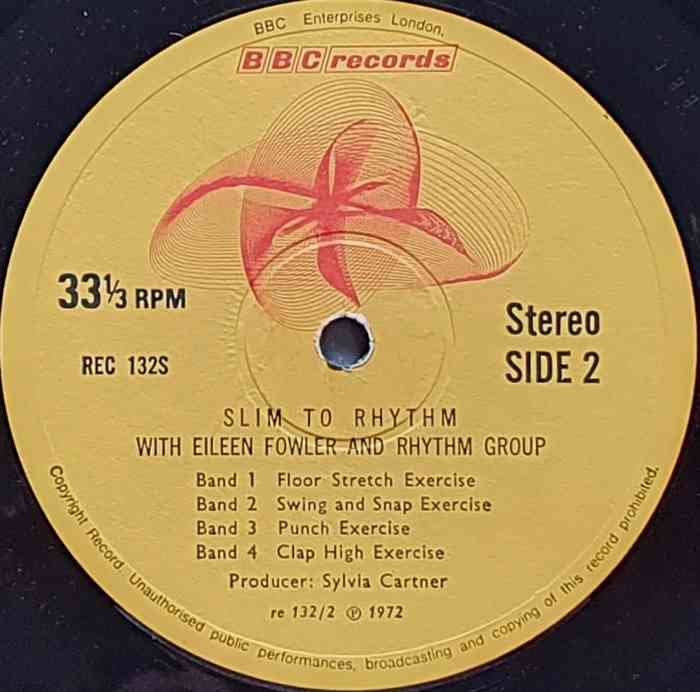 BBC Enterprises London.
BBC records
33⅓ RPM
Stereo
REC 132S
SIDE 2
SLIM TO RHYTHM
WITH EILEEN FOWLER AND RHYTHM GROUP
Band 1 Floor Stretch Exercise
Band 2 Swing and Snap Exercise
Band 3 Punch Exercise
Band 4 Clap High Exercise
Producer: Sylvia Cartner
re 132/2 ℗ 1972
Copyright Record. Unauthorised public performances, broadcasting and copying of this record prohibited.